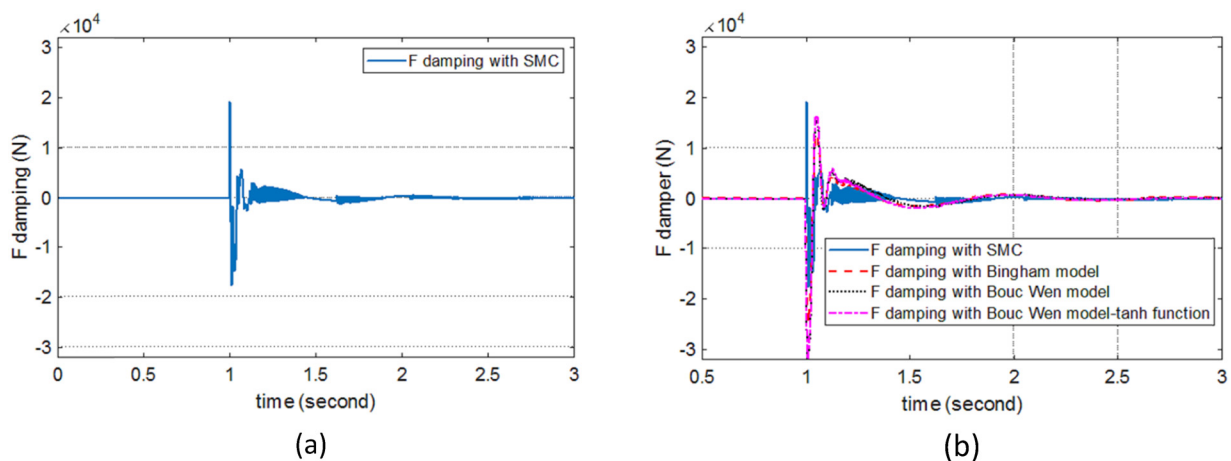 ×10⁴
3
2
1
0
-1
-2
-3
F damping (N)
F damping with SMC
0
0.5
1
1.5
2
2.5
3
time (second)
(a)
×10⁴
3
2
1
0
-1
-2
-3
F damper (N)
F damping with SMC
F damping with Bingham model
F damping with Bouc Wen model
F damping with Bouc Wen model-tanh function
0.5
1
1.5
2
2.5
3
time (second)
(b)